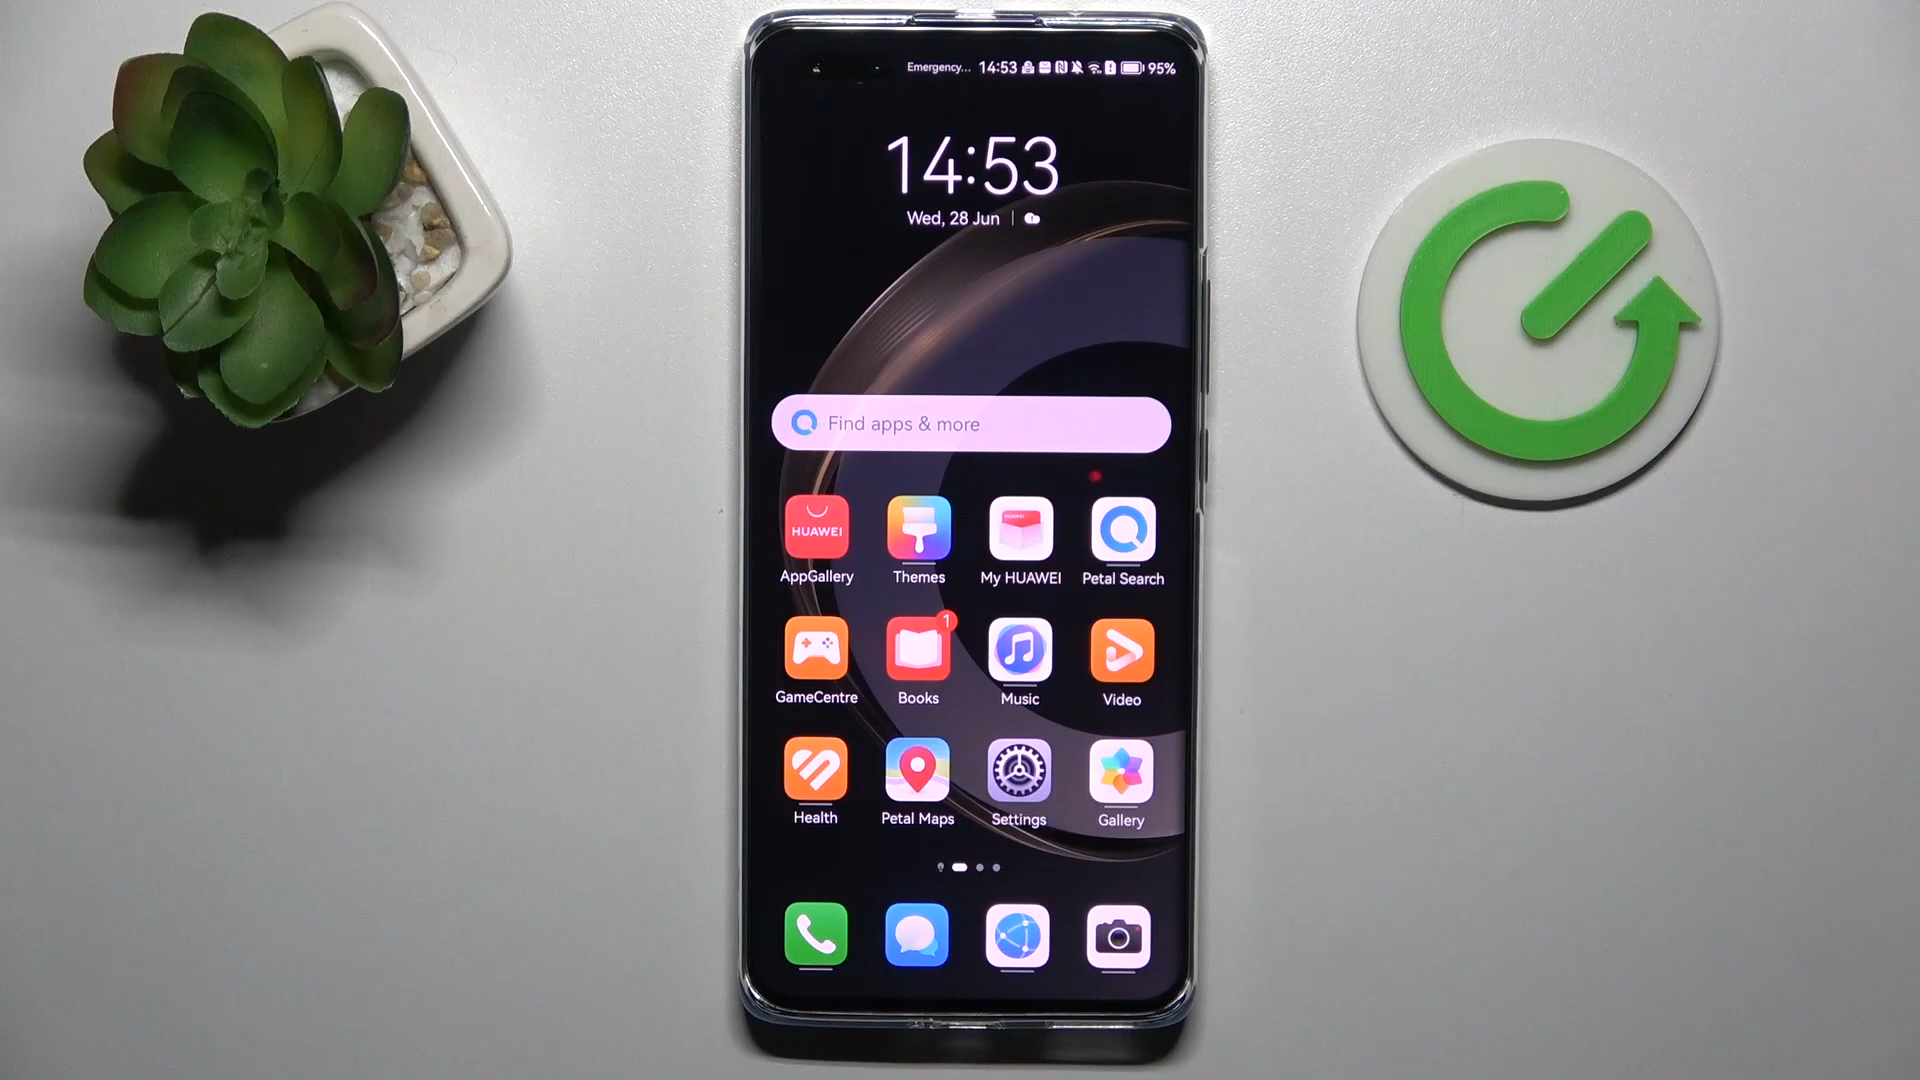 Emergency... 14:53 95%
14:53
Wed, 28 Jun
Find apps & more
HUAWEI
HUAWEI
AppGallery Themes My HUAWEI Petal Search
1
GameCentre Books Music Video
Health Petal Maps Settings Gallery